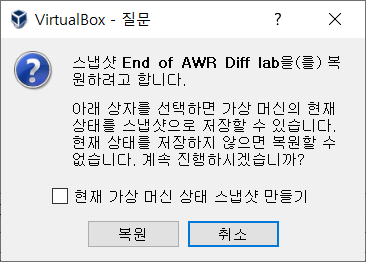 VirtualBox - 질문
스냅샷 End of AWR Diff lab을(를) 복
원하려고 합니다.
아래 상자를 선택하면 가상 머신의 현재
상태를 스냅샷으로 저장할 수 있습니다.
현재 상태를 저장하지 않으면 복원할 수
없습니다. 계속 진행하시겠습니까?
현재 가상 머신 상태 스냅샷 만들기
복원 취소